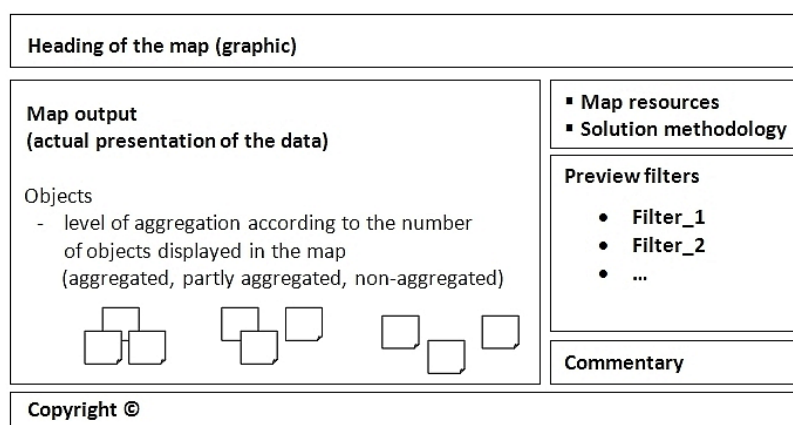 Heading of the map (graphic)
Map output
(actual presentation of the data)
Objects
- level of aggregation according to the number
of objects displayed in the map
(aggregated, partly aggregated, non-aggregated)
▪ Map resources
▪ Solution methodology
Preview filters
• Filter_1
• Filter_2
• ...
Commentary
Copyright ©